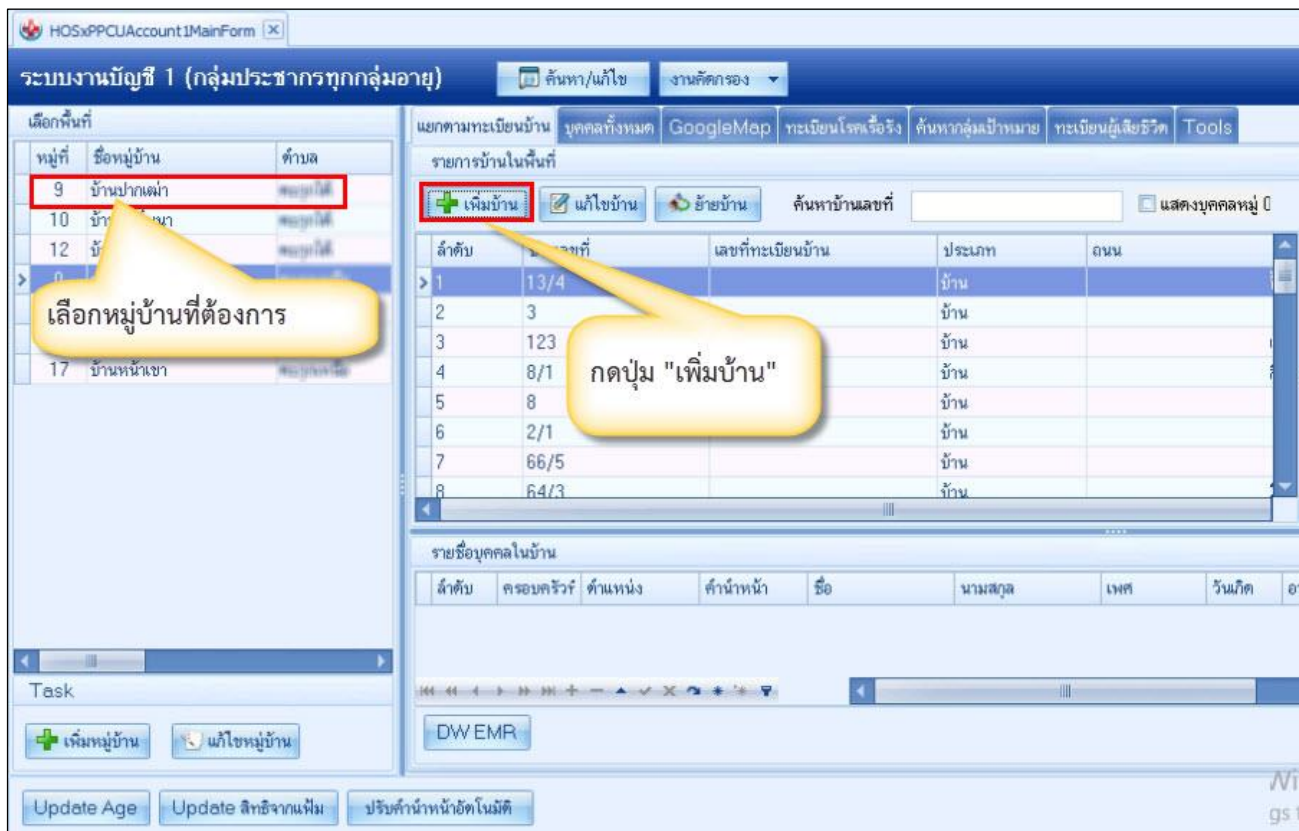 HOSxPPCUAccount1MainForm
ระบบงานบัญชี 1 (กลุ่มประชากรทุกกลุ่มอายุ)
ค้นหา/แก้ไข
งานคัดกรอง
เลือกพื้นที่
หมู่ที่ ชื่อหมู่บ้าน ตำบล
9 บ้านปากเหม่า
10
12
17 บ้านหน้าเขา
เลือกหมู่บ้านที่ต้องการ
Task
เพิ่มหมู่บ้าน
แก้ไขหมู่บ้าน
แยกตามทะเบียนบ้าน บุคคลทั้งหมด GoogleMap ทะเบียนโรคเรื้อรัง ค้นหากลุ่มเป้าหมาย ทะเบียนผู้เสียชีวิต Tools
รายการบ้านในพื้นที่
เพิ่มบ้าน แก้ไขบ้าน ย้ายบ้าน ค้นหาบ้านเลขที่ แสดงบุคคลหมู่ 0
ลำดับ เลขที่ทะเบียนบ้าน ประเภท ถนน
1 13/4 บ้าน
2 3 บ้าน
3 123 บ้าน
4 8/1 บ้าน
5 8 บ้าน
6 2/1 บ้าน
7 66/5 บ้าน
8 64/3 บ้าน
กดปุ่ม "เพิ่มบ้าน"
รายชื่อบุคคลในบ้าน
ลำดับ ครอบครัวที่ ตำแหน่ง คำนำหน้า ชื่อ นามสกุล เพศ วันเกิด
DW EMR
Update Age
Update สิทธิจากแฟ้ม
ปรับคำนำหน้าอัตโนมัติ